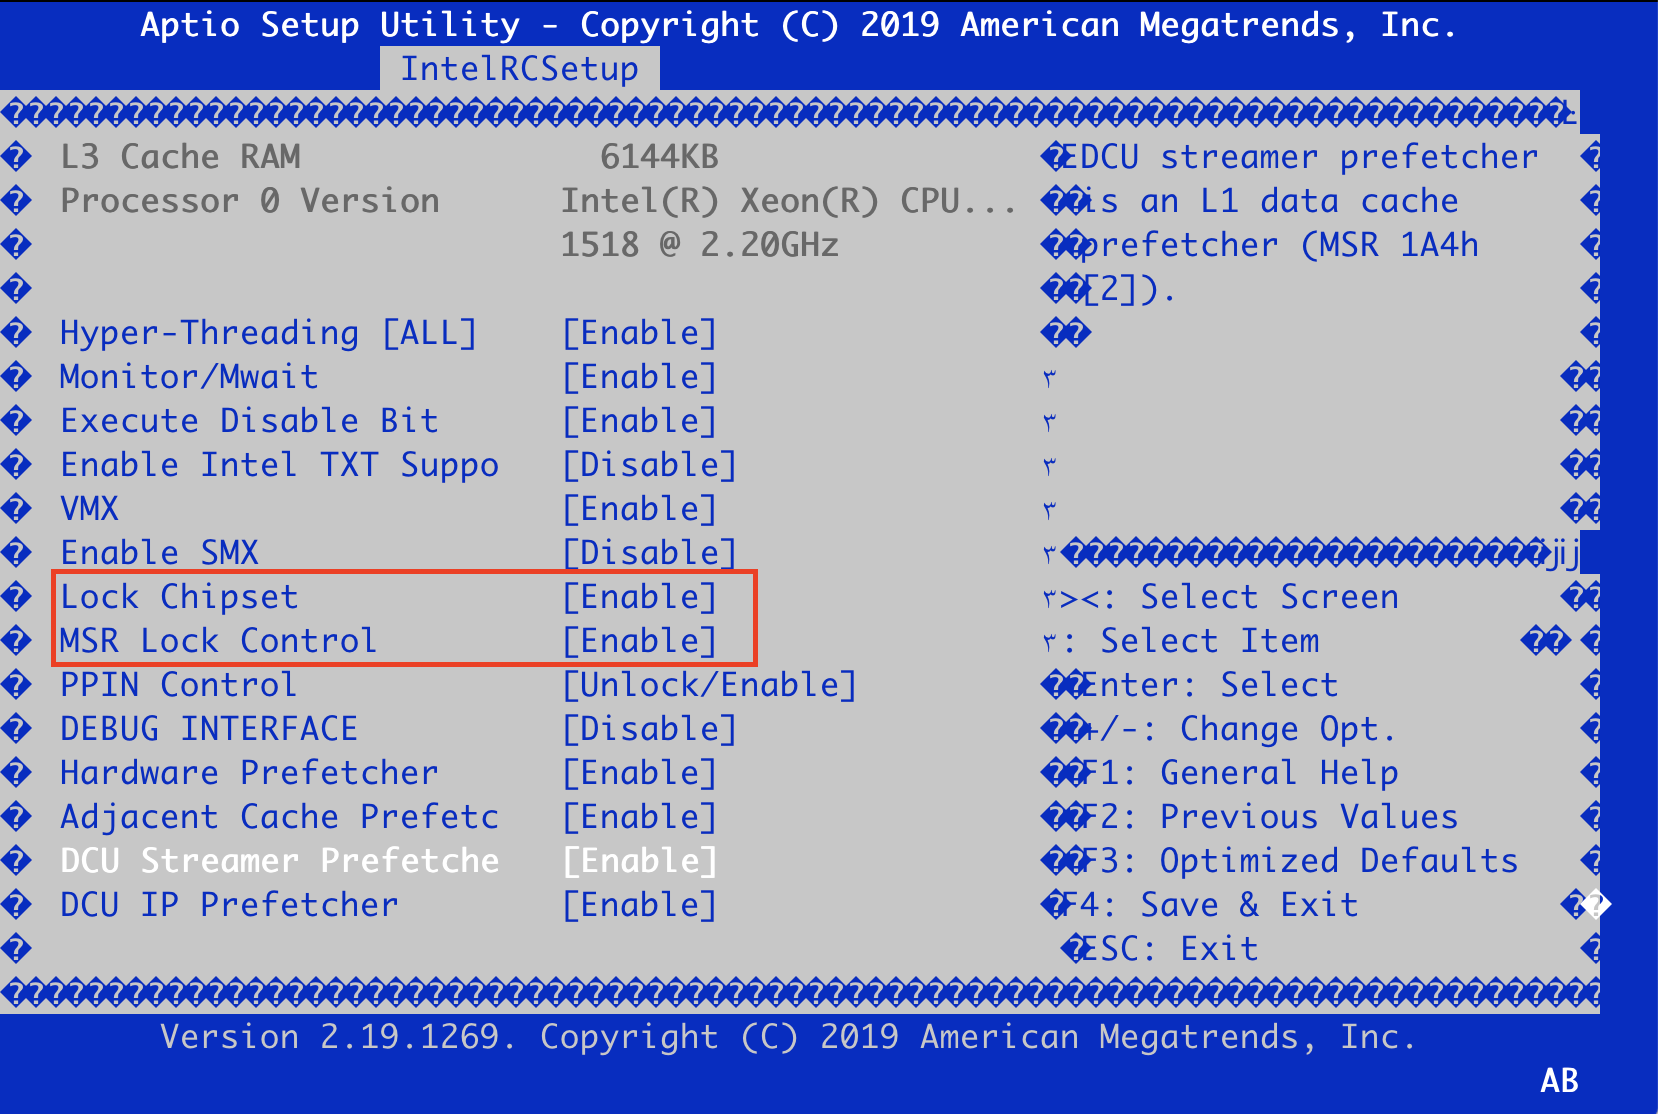 Aptio Setup Utility - Copyright (C) 2019 American Megatrends, Inc.
IntelRCSetup
L3 Cache RAM 6144KB EDCU streamer prefetcher
Processor 0 Version Intel(R) Xeon(R) CPU... is an L1 data cache
1518 @ 2.20GHz prefetcher (MSR 1A4h
[2]).
Hyper-Threading [ALL] [Enable]
Monitor/Mwait [Enable]
Execute Disable Bit [Enable]
Enable Intel TXT Suppo [Disable]
VMX [Enable]
Enable SMX [Disable]
Lock Chipset [Enable] ><: Select Screen
MSR Lock Control [Enable] : Select Item
PPIN Control [Unlock/Enable] Enter: Select
DEBUG INTERFACE [Disable] +/-: Change Opt.
Hardware Prefetcher [Enable] F1: General Help
Adjacent Cache Prefetc [Enable] F2: Previous Values
DCU Streamer Prefetche [Enable] F3: Optimized Defaults
DCU IP Prefetcher [Enable] F4: Save & Exit
ESC: Exit
Version 2.19.1269. Copyright (C) 2019 American Megatrends, Inc.
AB